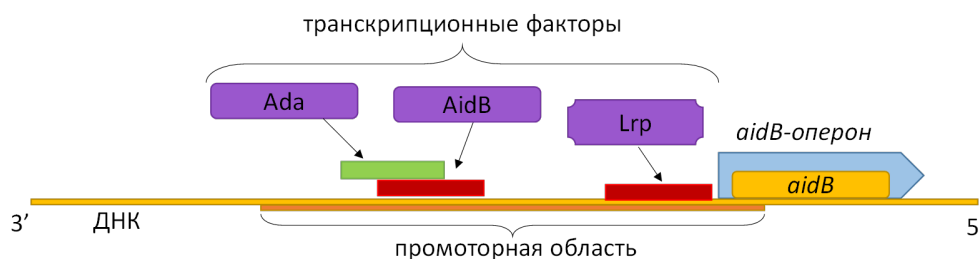 транскрипционные факторы
Ada
AidB
Lrp
aidB-оперон
aidB
3’
ДНК
5
промоторная область